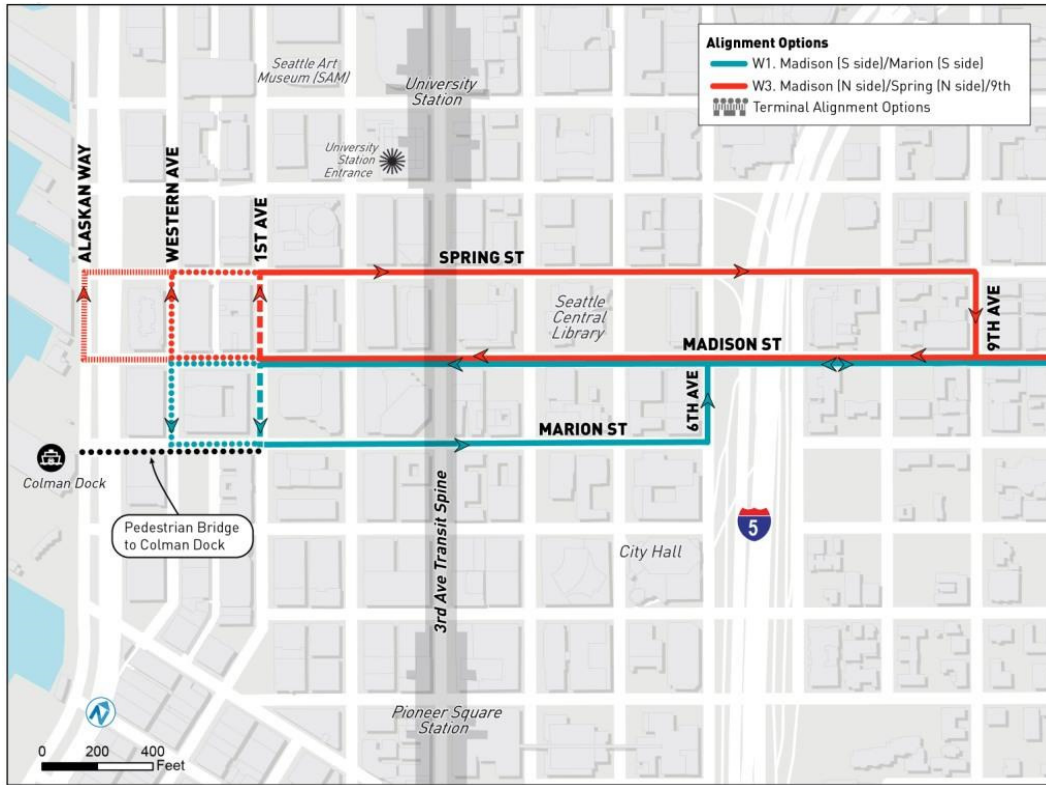 Alignment Options
W1. Madison (S side)/Marion (S side)
W3. Madison (N side)/Spring (N side)/9th
Terminal Alignment Options
Seattle Art
Museum (SAM)
University
Station
University
Station
Entrance
ALASKAN WAY
WESTERN AVE
1ST AVE
SPRING ST
Seattle
Central
Library
MADISON ST
9TH AVE
6TH AVE
MARION ST
Colman Dock
Pedestrian Bridge
to Colman Dock
3rd Ave Transit Spine
5
City Hall
Pioneer Square
Station
N
0 200 400
Feet